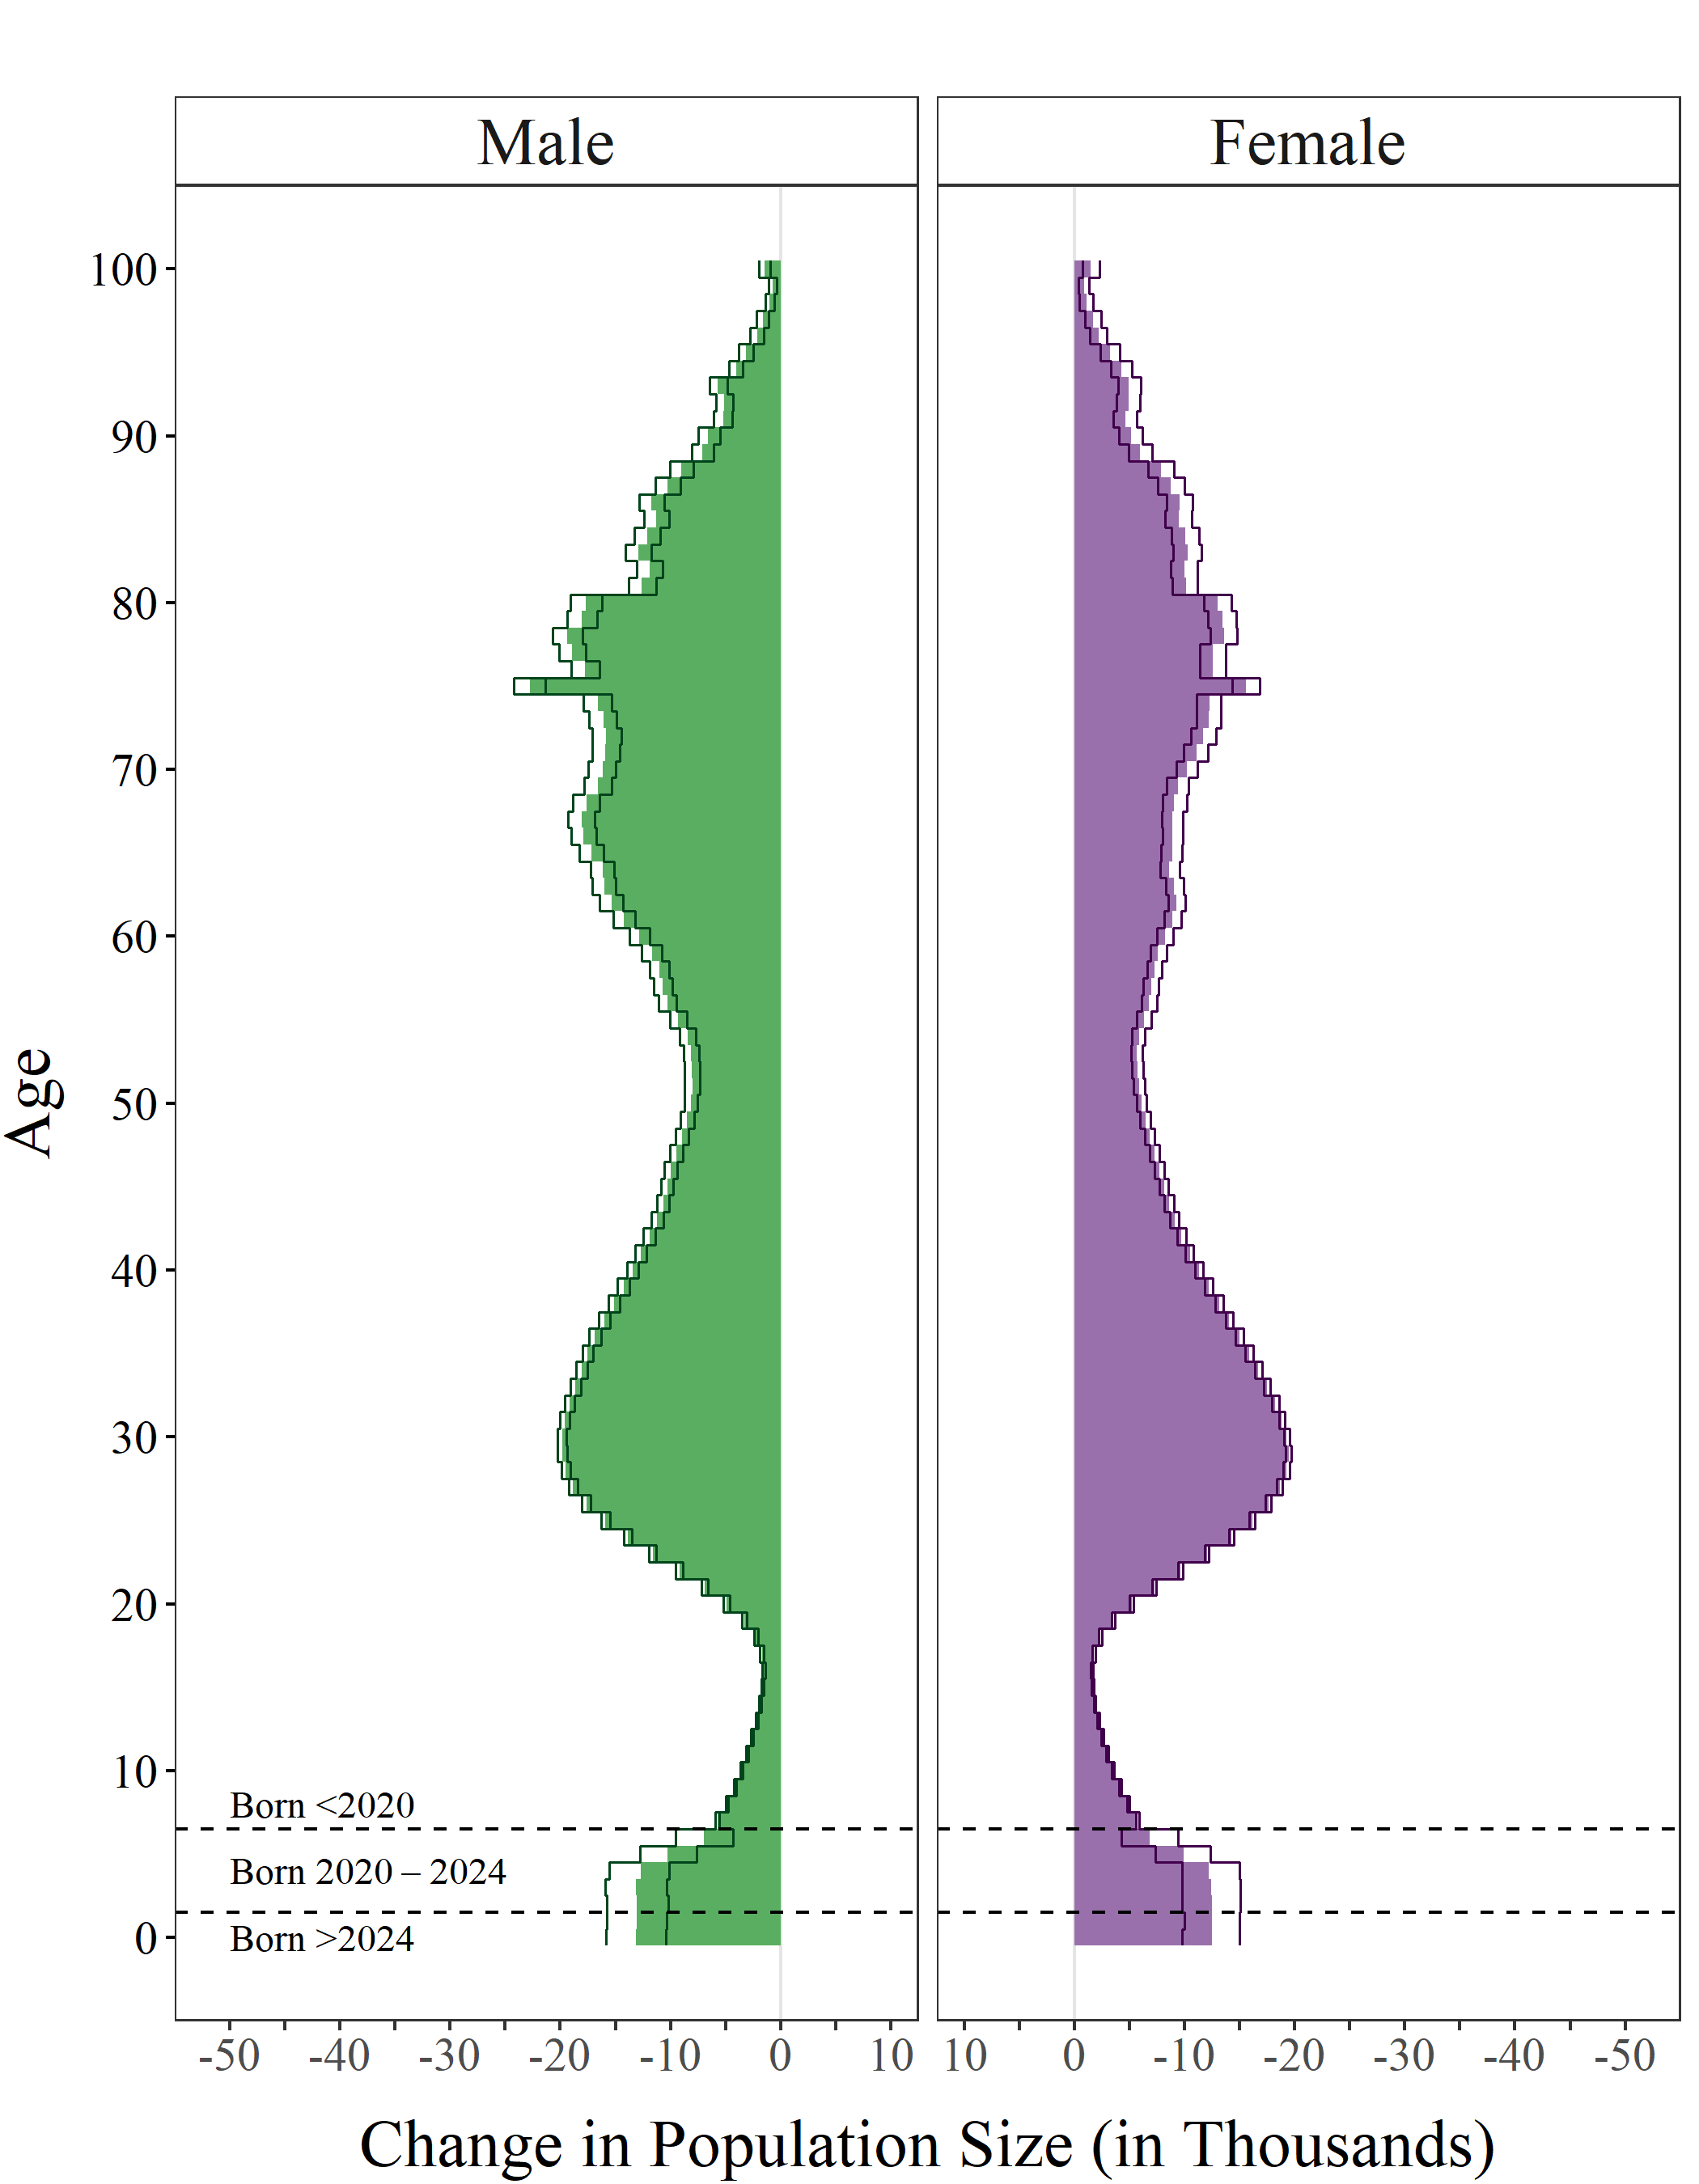 Male Female
100
90
80
70
60
50
40
30
20
10
0
Age
Born <2020
Born 2020 – 2024
Born >2024
-50 -40 -30 -20 -10 0 10 10 0 -10 -20 -30 -40 -50
Change in Population Size (in Thousands)